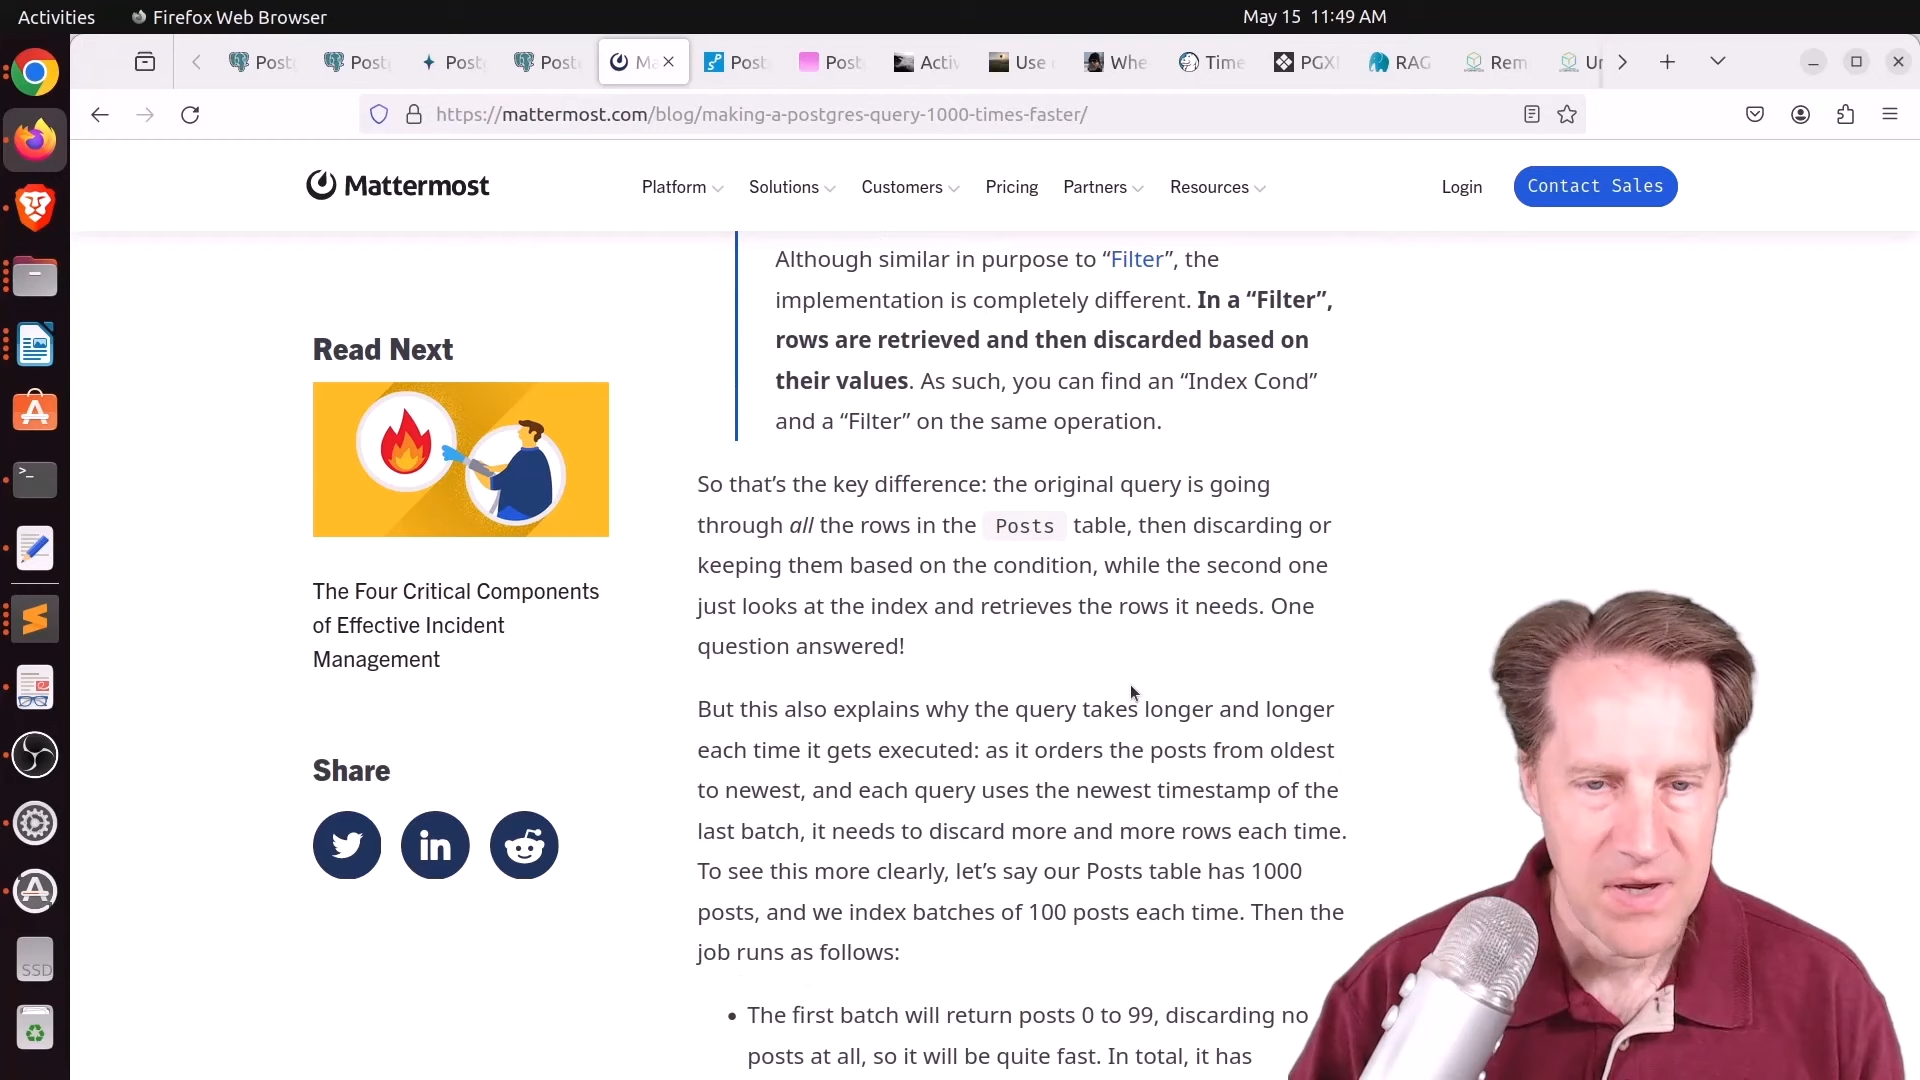 Activities
Firefox Web Browser
May 15 11:49 AM
Post
Post
Post
Post
Ma
Post
Post
Activ
Use
Whe
Time
PGXI
RAG
Rem
Ur
https://mattermost.com/blog/making-a-postgres-query-1000-times-faster/
Mattermost
Platform
Solutions
Customers
Pricing
Partners
Resources
Login
Contact Sales
Although similar in purpose to “Filter”, the
implementation is completely different. In a “Filter”,
rows are retrieved and then discarded based on
their values. As such, you can find an “Index Cond”
and a “Filter” on the same operation.
So that’s the key difference: the original query is going
through all the rows in the Posts table, then discarding or
keeping them based on the condition, while the second one
just looks at the index and retrieves the rows it needs. One
question answered!
But this also explains why the query takes longer and longer
each time it gets executed: as it orders the posts from oldest
to newest, and each query uses the newest timestamp of the
last batch, it needs to discard more and more rows each time.
To see this more clearly, let’s say our Posts table has 1000
posts, and we index batches of 100 posts each time. Then the
job runs as follows:
• The first batch will return posts 0 to 99, discarding no
posts at all, so it will be quite fast. In total, it has
Read Next
The Four Critical Components
of Effective Incident
Management
Share
in
SSD